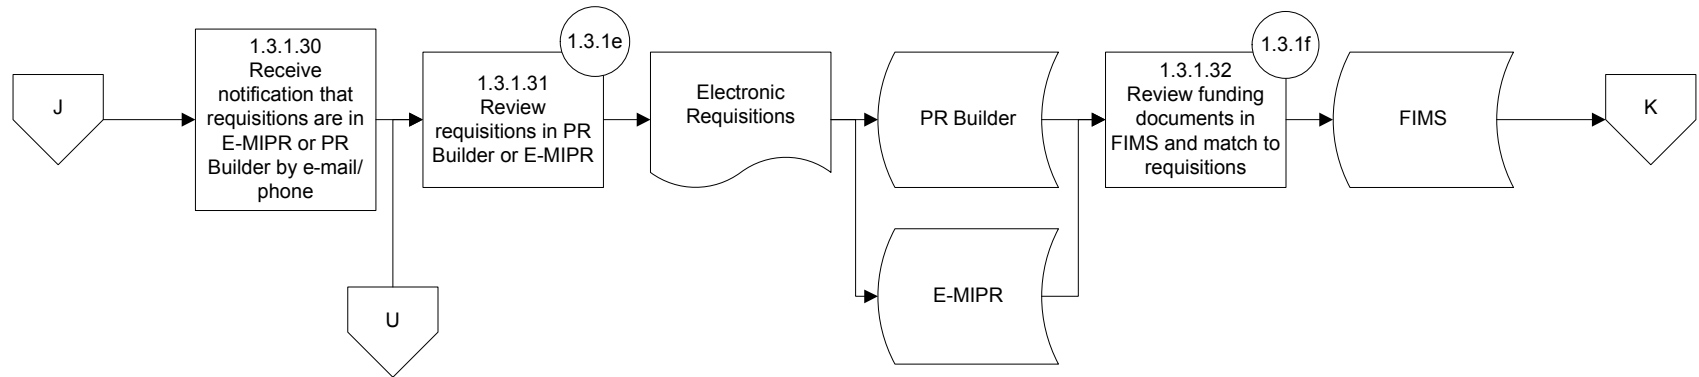 J
1.3.1.30
Receive
notification that
requisitions are in
E-MIPR or PR
Builder by e-mail/
phone
1.3.1e
1.3.1.31
Review
requisitions in PR
Builder or E-MIPR
Electronic
Requisitions
PR Builder
1.3.1f
1.3.1.32
Review funding
documents in
FIMS and match to
requisitions
FIMS
K
U
E-MIPR